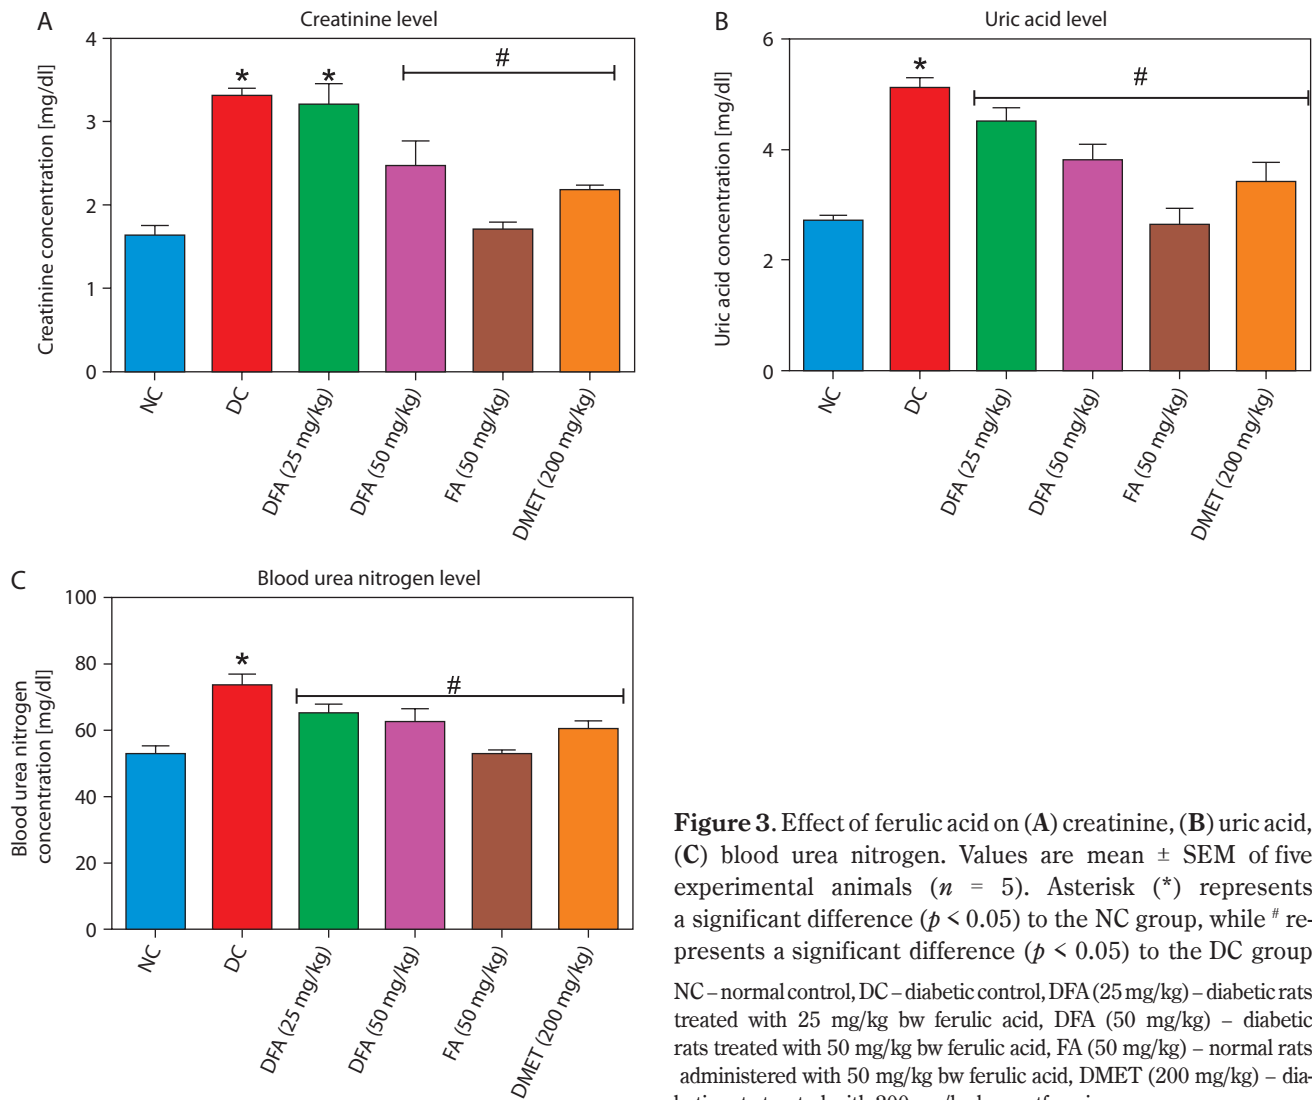 A
Creatinine level
Creatinine concentration [mg/dl]
4
3
2
1
0
*
*
#
NC
DC
DFA (25 mg/kg)
DFA (50 mg/kg)
FA (50 mg/kg)
DMET (200 mg/kg)
B
Uric acid level
Uric acid concentration [mg/dl]
6
4
2
0
*
#
NC
DC
DFA (25 mg/kg)
DFA (50 mg/kg)
FA (50 mg/kg)
DMET (200 mg/kg)
C
Blood urea nitrogen level
Blood urea nitrogen
concentration [mg/dl]
100
80
60
40
20
0
*
#
NC
DC
DFA (25 mg/kg)
DFA (50 mg/kg)
FA (50 mg/kg)
DMET (200 mg/kg)
Figure 3. Effect of ferulic acid on (A) creatinine, (B) uric acid,
(C) blood urea nitrogen. Values are mean ± SEM of five
experimental animals (n = 5). Asterisk (*) represents
a significant difference (p < 0.05) to the NC group, while # re-
presents a significant difference (p < 0.05) to the DC group
NC – normal control, DC – diabetic control, DFA (25 mg/kg) – diabetic rats
treated with 25 mg/kg bw ferulic acid, DFA (50 mg/kg) – diabetic
rats treated with 50 mg/kg bw ferulic acid, FA (50 mg/kg) – normal rats
administered with 50 mg/kg bw ferulic acid, DMET (200 mg/kg) – dia-